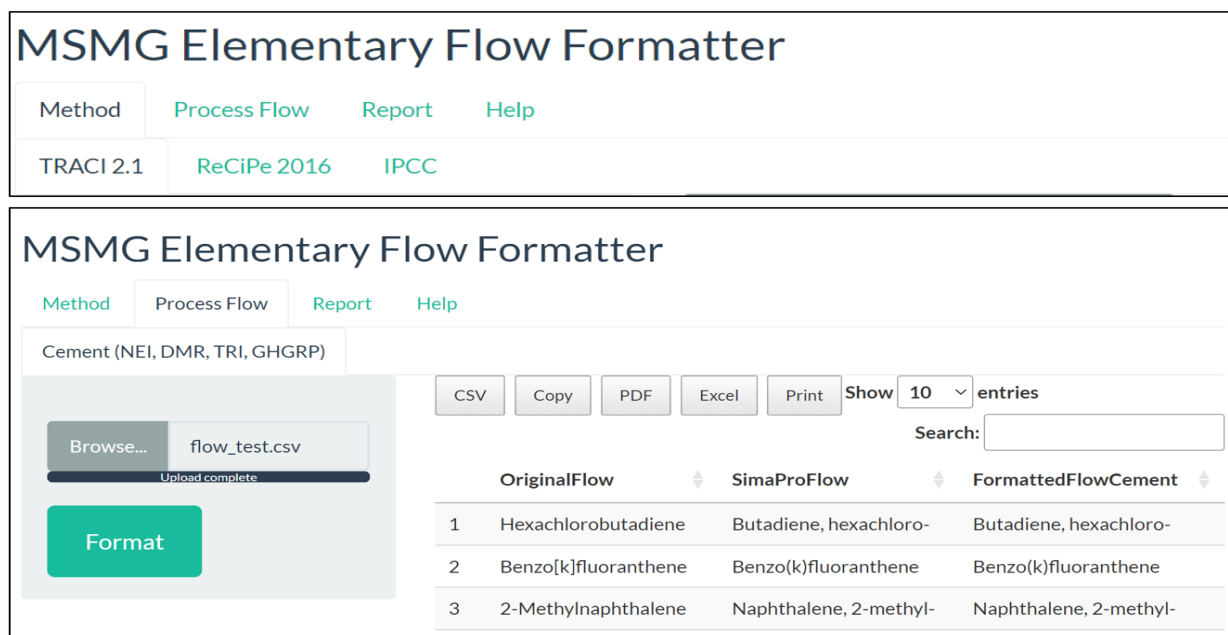 MSMG Elementary Flow Formatter
Method Process Flow Report Help
TRACI 2.1 ReCiPe 2016 IPCC
MSMG Elementary Flow Formatter
Method Process Flow Report Help
Cement (NEI, DMR, TRI, GHGRP)
CSV Copy PDF Excel Print Show 10 entries
Search:
Browse... flow_test.csv
Upload complete
Format
OriginalFlow SimaProFlow FormattedFlowCement
1 Hexachlorobutadiene Butadiene, hexachloro- Butadiene, hexachloro-
2 Benzo[k]fluoranthene Benzo(k)fluoranthene Benzo(k)fluoranthene
3 2-Methylnaphthalene Naphthalene, 2-methyl- Naphthalene, 2-methyl-